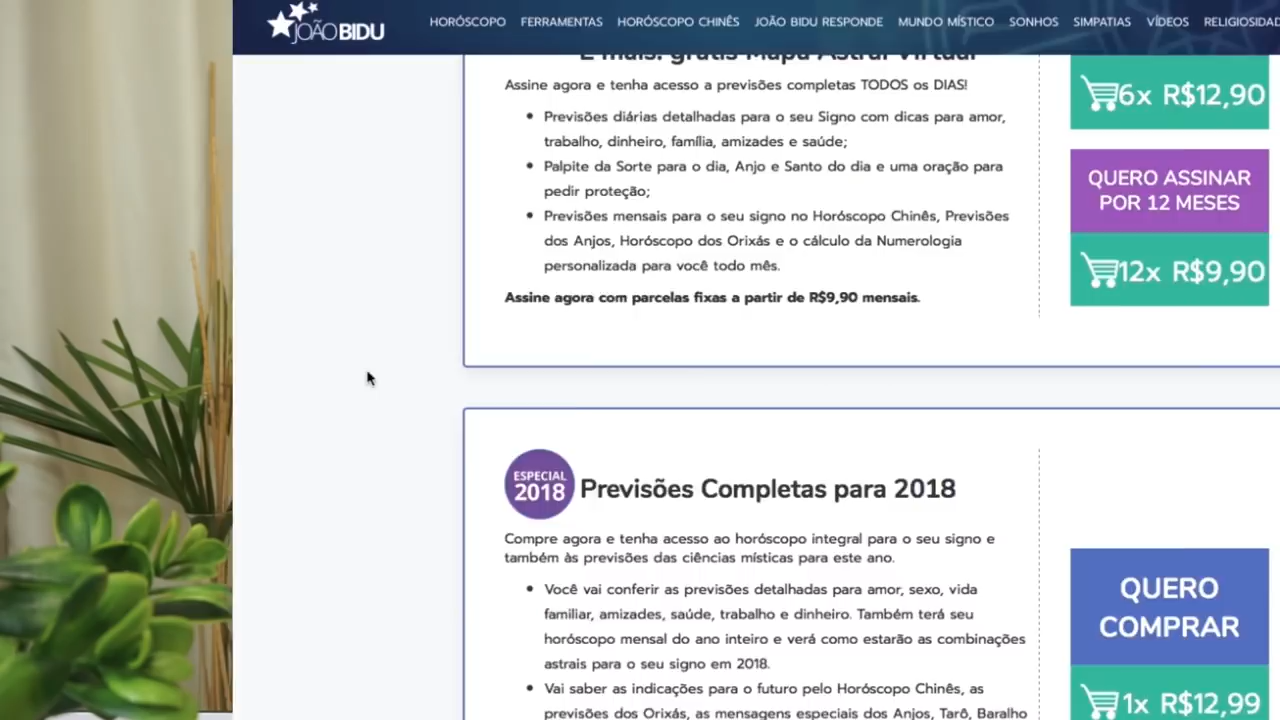 JOÃOBIDU
HORÓSCOPO FERRAMENTAS HORÓSCOPO CHINÊS JOÃO BIDU RESPONDE MUNDO MÍSTICO SONHOS SIMPATIAS VÍDEOS RELIGIOSIDAD
E mais: grátis Mapa Astral Virtual
Assine agora e tenha acesso a previsões completas TODOS os DIAS!
• Previsões diárias detalhadas para o seu Signo com dicas para amor,
trabalho, dinheiro, família, amizades e saúde;
• Palpite da Sorte para o dia, Anjo e Santo do dia e uma oração para
pedir proteção;
• Previsões mensais para o seu signo no Horóscopo Chinês, Previsões
dos Anjos, Horóscopo dos Orixás e o cálculo da Numerologia
personalizada para você todo mês.
Assine agora com parcelas fixas a partir de R$9,90 mensais.
6x R$12,90
QUERO ASSINAR
POR 12 MESES
12x R$9,90
ESPECIAL
2018
Previsões Completas para 2018
Compre agora e tenha acesso ao horóscopo integral para o seu signo e
também às previsões das ciências místicas para este ano.
• Você vai conferir as previsões detalhadas para amor, sexo, vida
familiar, amizades, saúde, trabalho e dinheiro. Também terá seu
horóscopo mensal do ano inteiro e verá como estarão as combinações
astrais para o seu signo em 2018.
• Vai saber as indicações para o futuro pelo Horóscopo Chinês, as
previsões dos Orixás, as mensagens especiais dos Anjos, Tarô, Baralho
QUERO
COMPRAR
1x R$12,99